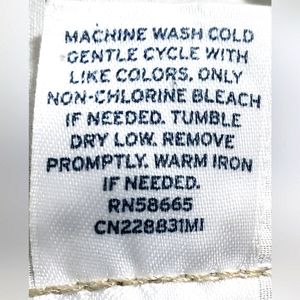 MACHINE WASH COLD
GENTLE CYCLE WITH
LIKE COLORS. ONLY
NON-CHLORINE BLEACH
IF NEEDED. TUMBLE
DRY LOW. REMOVE
PROMPTLY. WARM IRON
IF NEEDED.
RN58665
CN228831MI